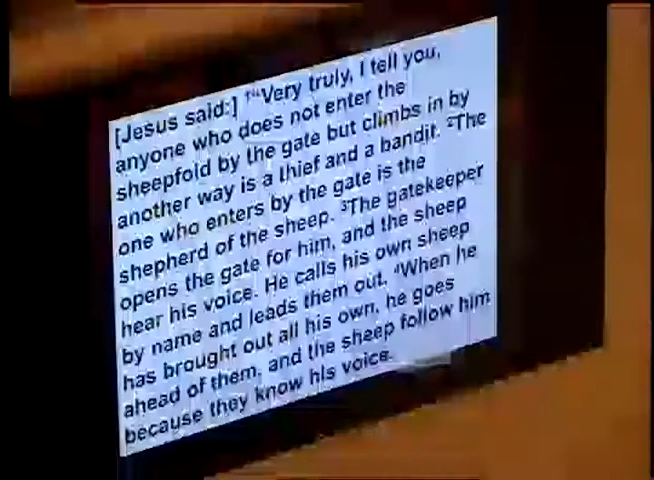 [Jesus said:] 1"Very truly, I tell you,
anyone who does not enter the
sheepfold by the gate but climbs in by
another way is a thief and a bandit. 2The
one who enters by the gate is the
shepherd of the sheep. 3The gatekeeper
opens the gate for him, and the sheep
hear his voice. He calls his own sheep
by name and leads them out. 4When he
has brought out all his own, he goes
ahead of them, and the sheep follow him
because they know his voice.